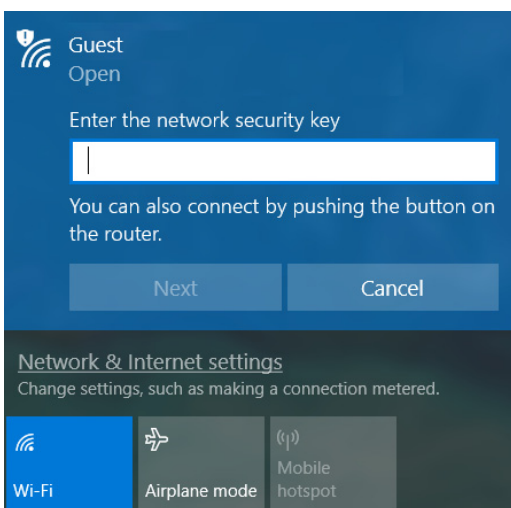 Guest
Open
Enter the network security key
You can also connect by pushing the button on
the router.
Next
Cancel
Network & Internet settings
Change settings, such as making a connection metered.
Wi-Fi
Airplane mode
Mobile
hotspot